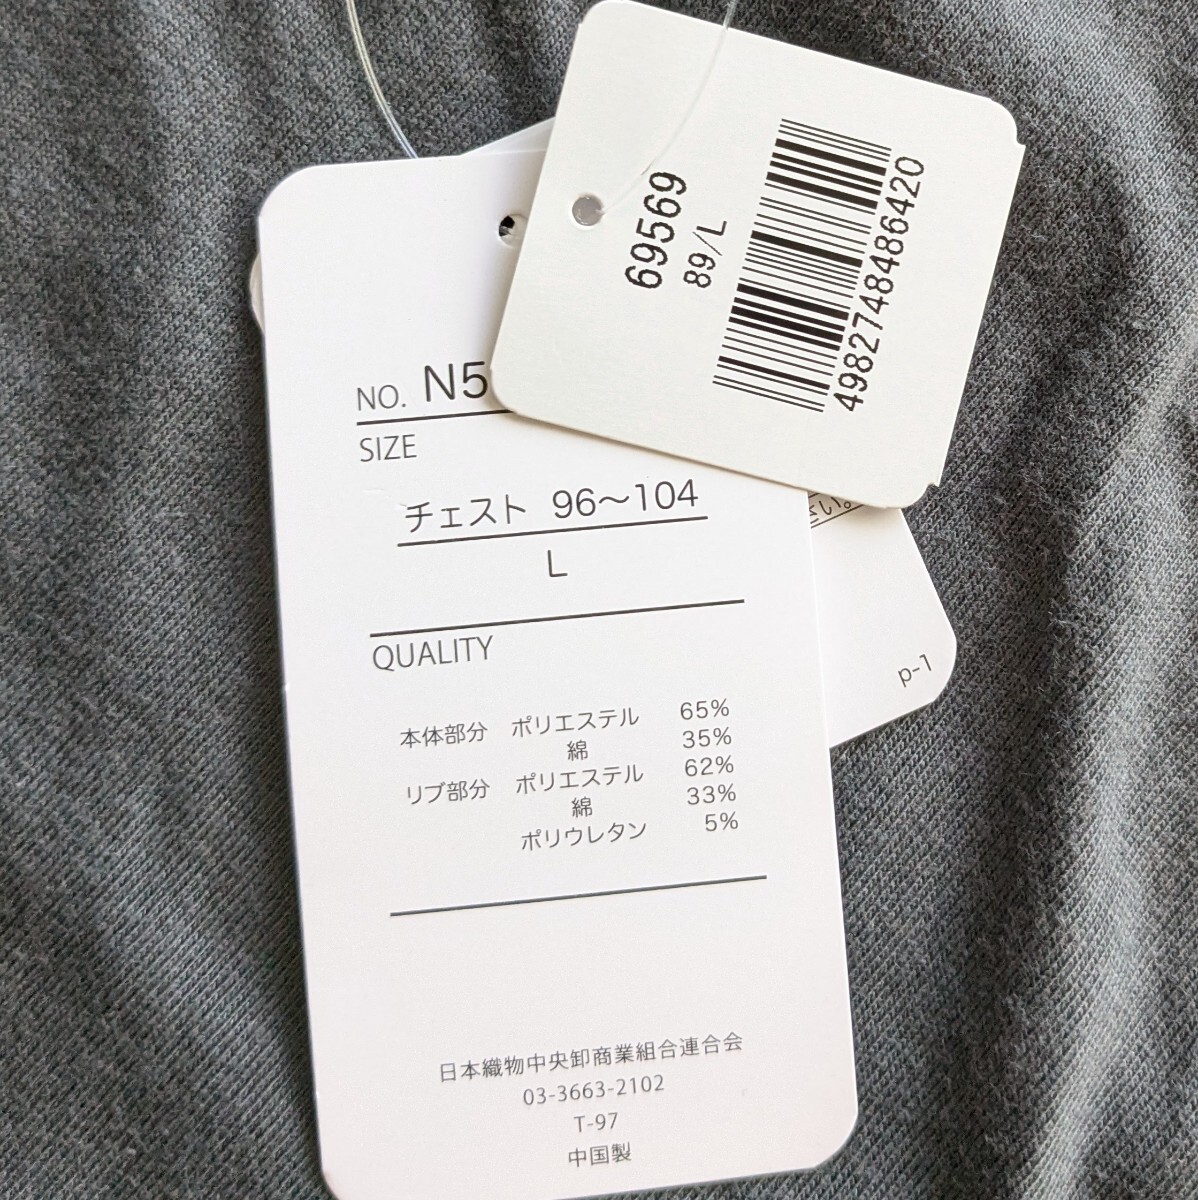 69569
89/L
4982748486420
NO. N5
SIZE
チェスト 96〜104
L
QUALITY
本体部分 ポリエステル 65%
綿 35%
リブ部分 ポリエステル 62%
綿 33%
ポリウレタン 5%
日本織物中央卸商業組合連合会
03-3663-2102
T-97
中国製
さい。
p-1